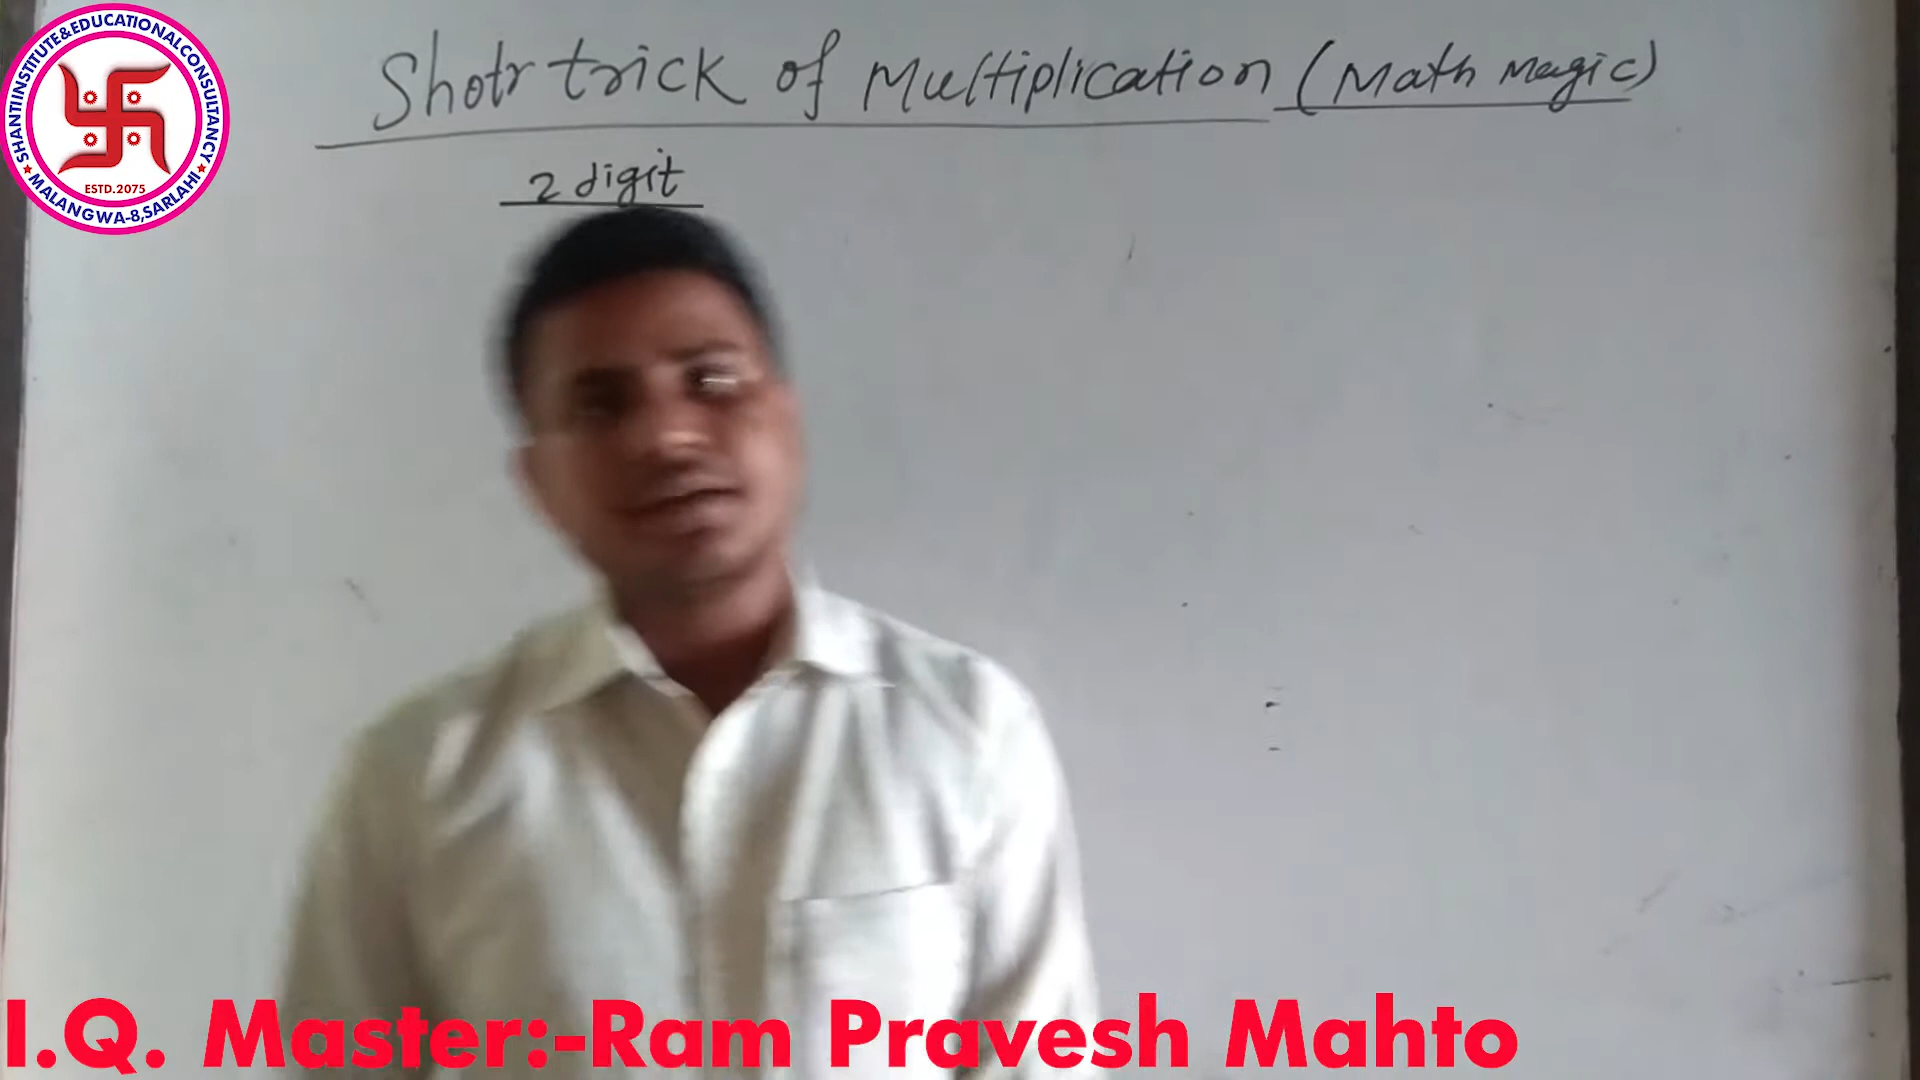 SHANTI INSTITUTE & EDUCATIONAL CONSULTANCY
ESTD.2075
MALANGWA-8,SARLAHI
Shotr trick of Multiplication (Math Magic)
2 digit
I.Q. Master:-Ram Pravesh Mahto